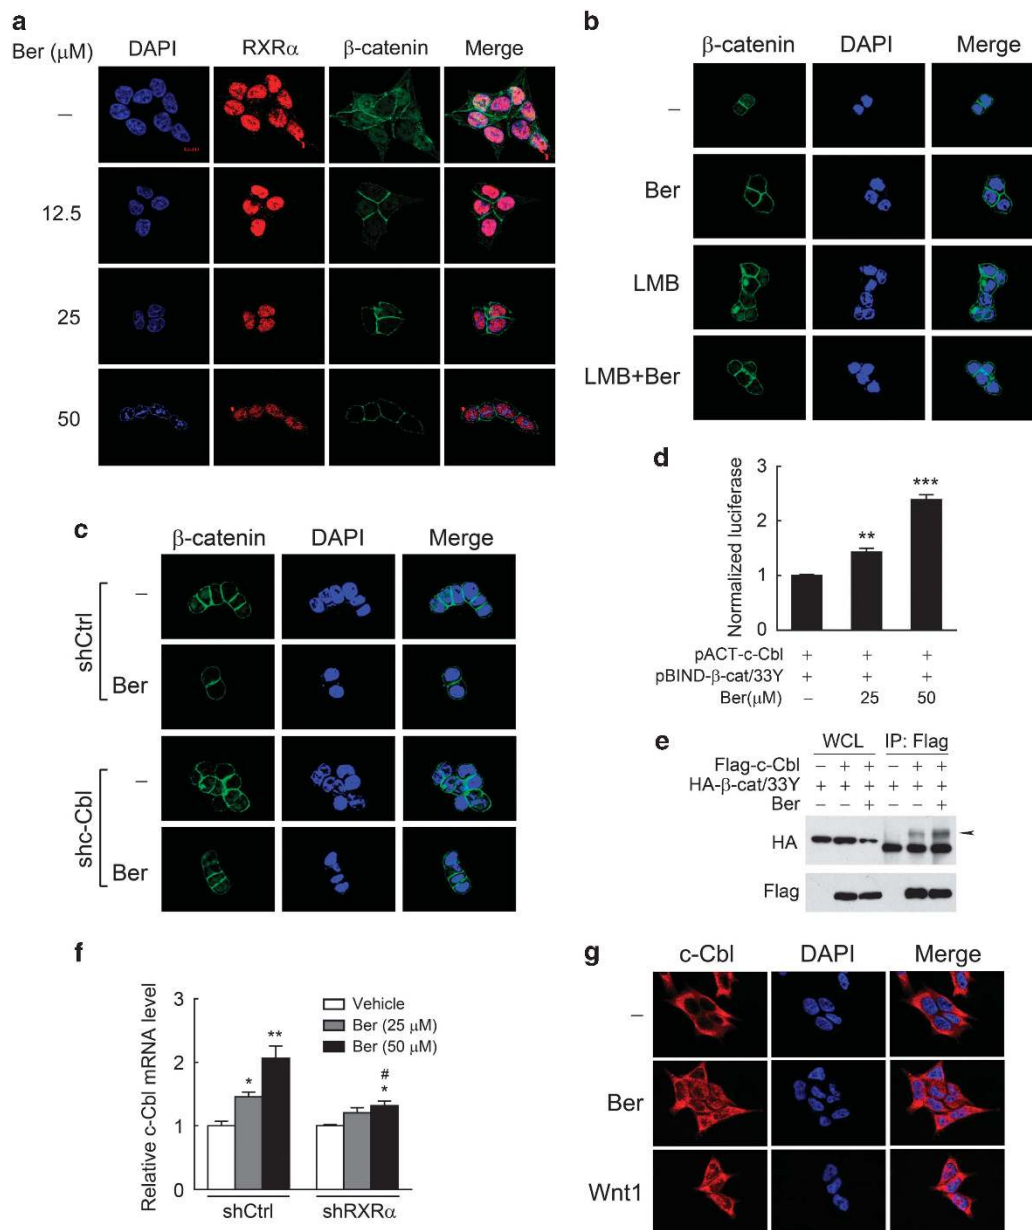 a
Ber (μM) DAPI RXRα β-catenin Merge
–
12.5
25
50
b
β-catenin DAPI Merge
–
Ber
LMB
LMB+Ber
c
β-catenin DAPI Merge
shCtrl
–
Ber
shc-Cbl
–
Ber
d
Normalized luciferase
3
2
1
0
**
***
pACT-c-Cbl + + +
pBIND-β-cat/33Y + + +
Ber(μM) – 25 50
e
WCL IP: Flag
Flag-c-Cbl – + + – + +
HA-β-cat/33Y + + + + + +
Ber – – + – – +
HA
Flag
f
Relative c-Cbl mRNA level
3
2
1
0
Vehicle
Ber (25 μM)
Ber (50 μM)
*
**
#
*
shCtrl shRXRα
g
c-Cbl DAPI Merge
–
Ber
Wnt1